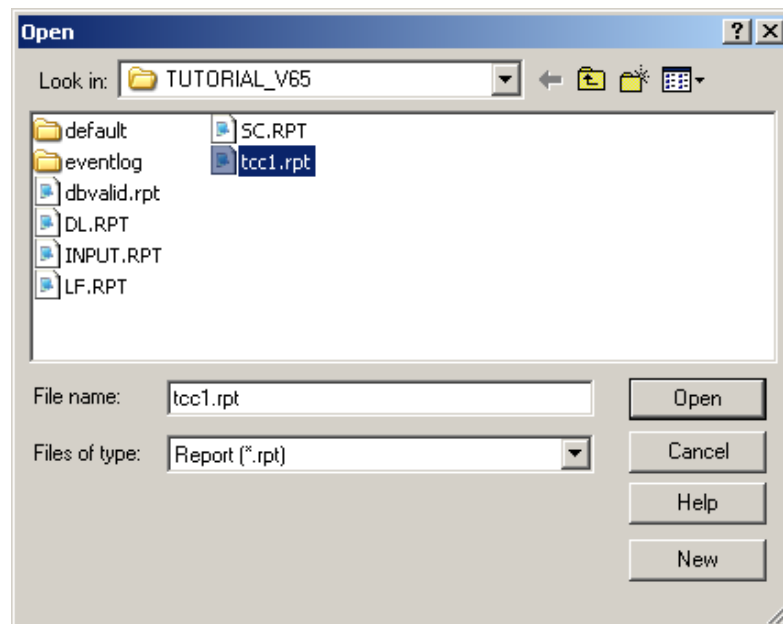 Open
Look in: TUTORIAL_V65
default
eventlog
dbvalid.rpt
DL.RPT
INPUT.RPT
LF.RPT
SC.RPT
tcc1.rpt
File name: tcc1.rpt Open
Files of type: Report (*.rpt) Cancel
Help
New